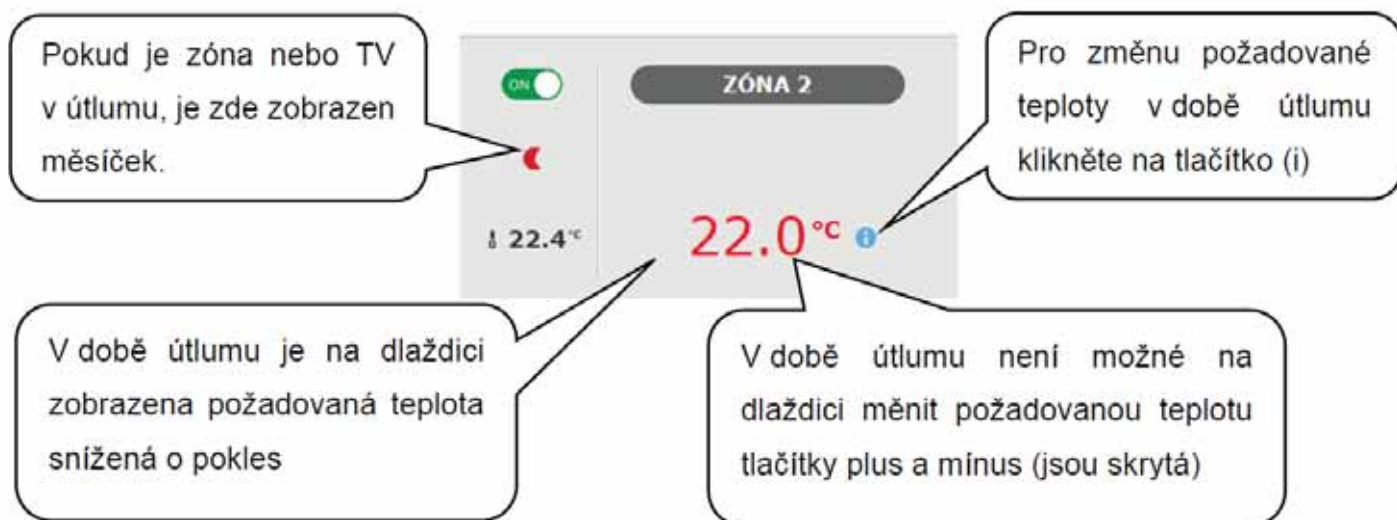 Pokud je zóna nebo TV
v útlumu, je zde zobrazen
měsíček.
ON
ZÓNA 2
22.4°C
22.0°C i
Pro změnu požadované
teploty v době útlumu
klikněte na tlačítko (i)
V době útlumu je na dlaždici
zobrazena požadovaná teplota
snížená o pokles
V době útlumu není možné na
dlaždici měnit požadovanou teplotu
tlačítky plus a mínus (jsou skrytá)